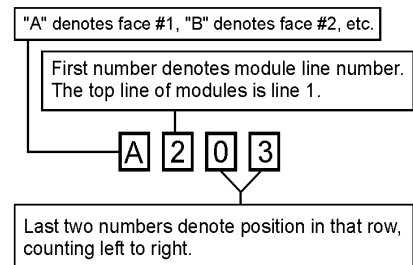 "A" denotes face #1, "B" denotes face #2, etc.
First number denotes module line number.
The top line of modules is line 1.
A 2 0 3
Last two numbers denote position in that row,
counting left to right.